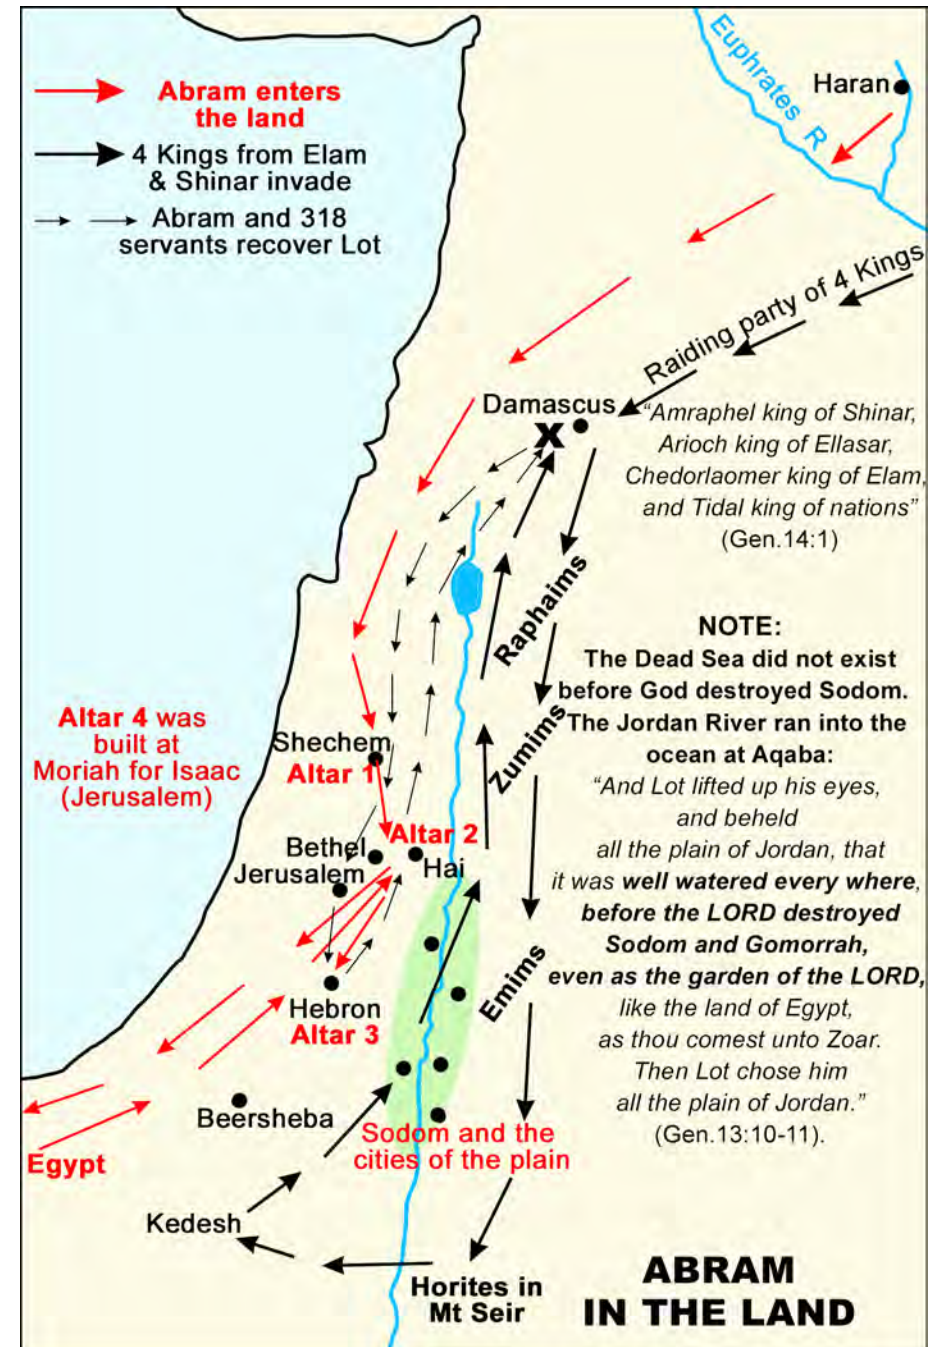 Euphrates R
Haran
Abram enters
the land
4 Kings from Elam
& Shinar invade
Abram and 318
servants recover Lot
Raiding party of 4 Kings
Damascus
X
"Amraphel king of Shinar,
Arioch king of Ellasar,
Chedorlaomer king of Elam,
and Tidal king of nations"
(Gen.14:1)
Raphaims
NOTE:
The Dead Sea did not exist
before God destroyed Sodom.
The Jordan River ran into the
ocean at Aqaba:
"And Lot lifted up his eyes,
and beheld
all the plain of Jordan, that
it was well watered every where,
before the LORD destroyed
Sodom and Gomorrah,
even as the garden of the LORD,
like the land of Egypt,
as thou comest unto Zoar.
Then Lot chose him
all the plain of Jordan."
(Gen.13:10-11).
Zumims
Altar 4 was
built at
Moriah for Isaac
(Jerusalem)
Shechem
Altar 1
Altar 2
Bethel
Hai
Jerusalem
Emims
Hebron
Altar 3
Beersheba
Egypt
Sodom and the
cities of the plain
Kedesh
Horites in
Mt Seir
ABRAM
IN THE LAND